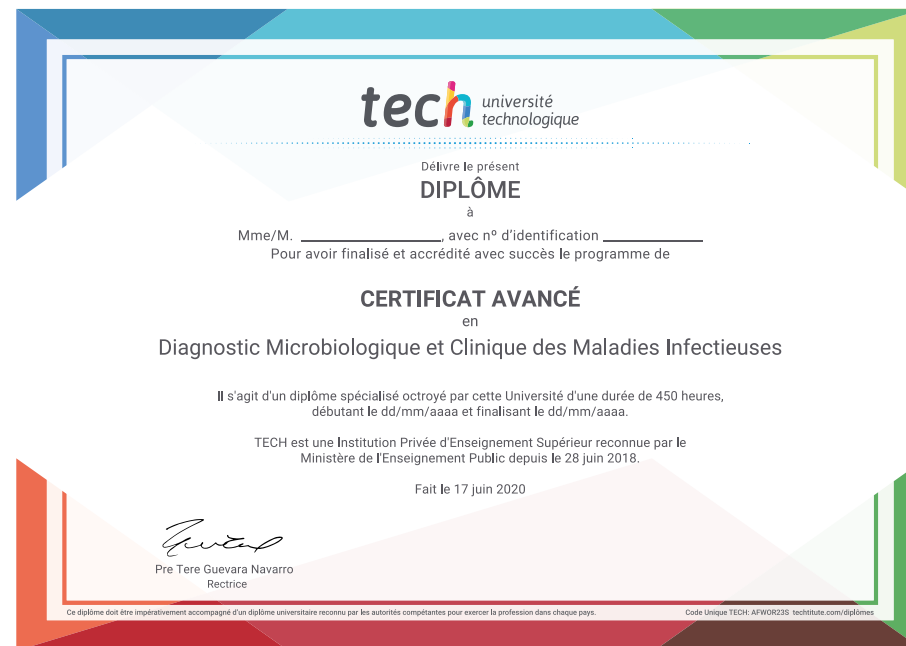 tech université
technologique
Délivre le présent
DIPLÔME
à
Mme/M. ____________________, avec nº d'identification ______________
Pour avoir finalisé et accrédité avec succès le programme de
CERTIFICAT AVANCÉ
en
Diagnostic Microbiologique et Clinique des Maladies Infectieuses
Il s'agit d'un diplôme spécialisé octroyé par cette Université d'une durée de 450 heures,
débutant le dd/mm/aaaa et finalisant le dd/mm/aaaa.
TECH est une Institution Privée d'Enseignement Supérieur reconnue par le
Ministère de l'Enseignement Public depuis le 28 juin 2018.
Fait le 17 juin 2020
Pre Tere Guevara Navarro
Rectrice
Ce diplôme doit être impérativement accompagné d'un diplôme universitaire reconnu par les autorités compétentes pour exercer la profession dans chaque pays.
Code Unique TECH: AFWOR23S techtitute.com/diplômes